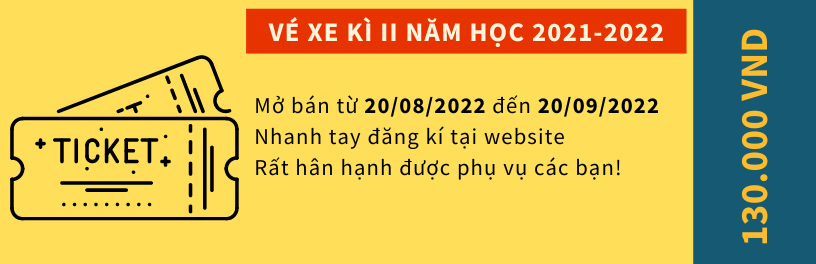 VÉ XE KÌ II NĂM HỌC 2021-2022
Mở bán từ 20/08/2022 đến 20/09/2022
Nhanh tay đăng kí tại website
Rất hân hạnh được phụ vụ các bạn!
TICKET
130.000 VND